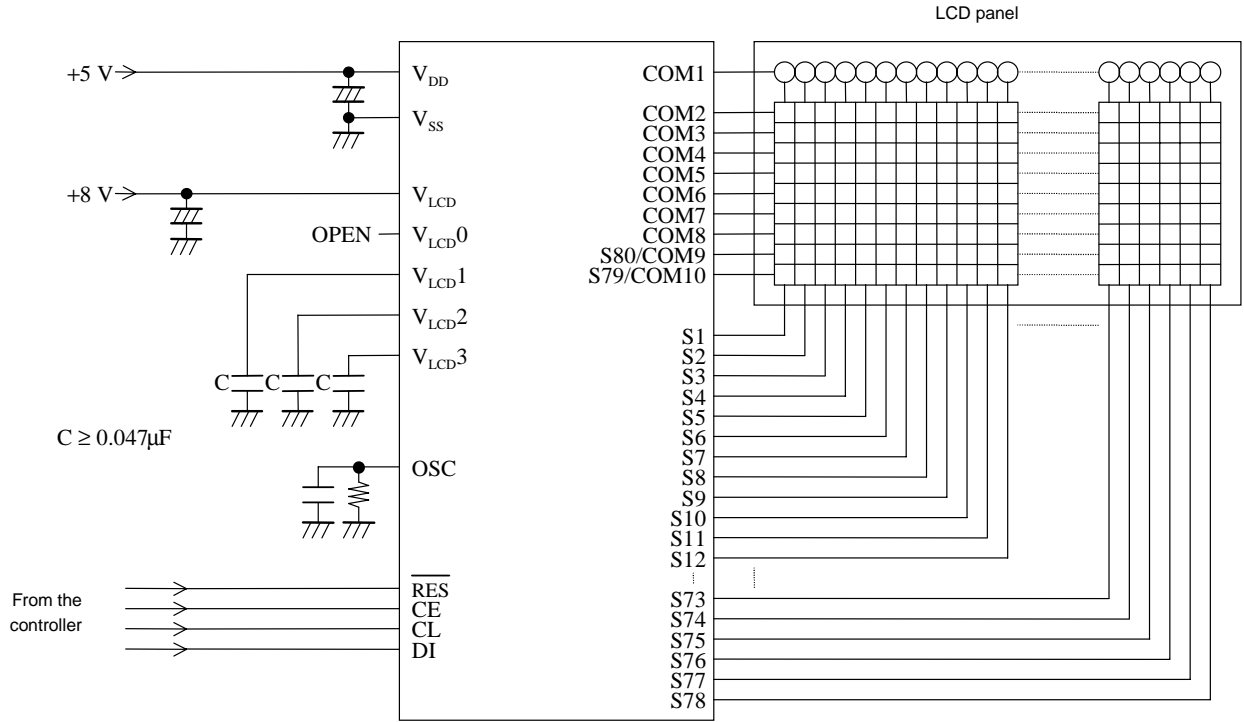 LCD panel
+5 V
VDD
COM1
VSS
COM2
COM3
COM4
COM5
+8 V
VLCD
COM6
COM7
OPEN
VLCD0
COM8
S80/COM9
VLCD1
S79/COM10
VLCD2
S1
VLCD3
S2
S3
C
C
C
S4
S5
C ≥ 0.047µF
S6
S7
OSC
S8
S9
S10
S11
S12
From the
controller
RES
CE
CL
DI
S73
S74
S75
S76
S77
S78